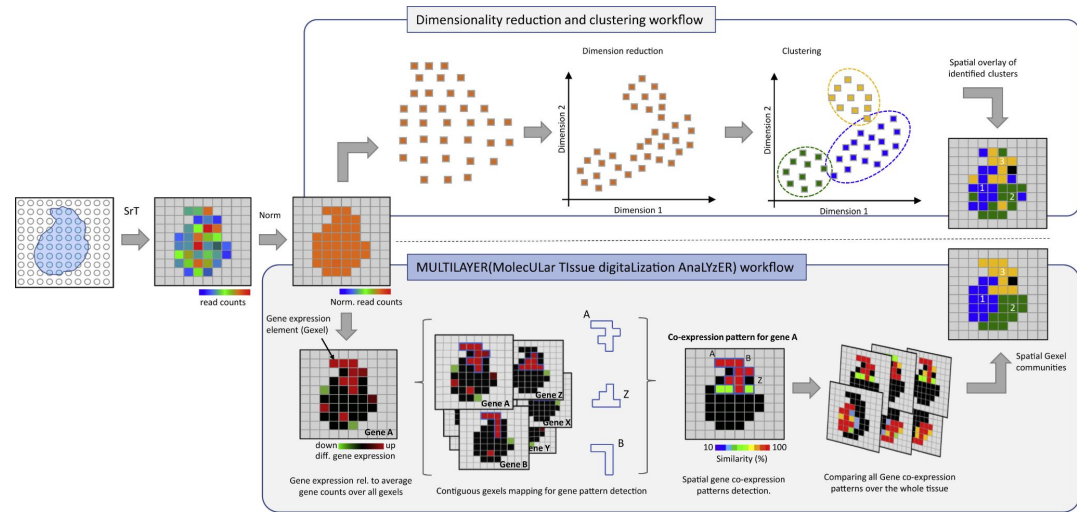 Dimensionality reduction and clustering workflow
Dimension reduction
Clustering
Spatial overlay of
identified clusters
Dimension 2
Dimension 1
Dimension 2
Dimension 1
3
1
2
SrT
Norm
read counts
Norm. read counts
MULTILAYER(MolecULar TIssue digitaLization AnaLYzER) workflow
Gene expression
element (Gexel)
Gene A
down
up
diff. gene expression
Gene expression rel. to average
gene counts over all gexels
Gene A
Gene Z
Gene X
Gene Y
Gene B
A
Z
B
Contiguous gexels mapping for gene pattern detection
Co-expression pattern for gene A
A
B
Z
10
100
Similarity (%)
Spatial gene co-expression
patterns detection.
Comparing all Gene co-expression
patterns over the whole tissue
3
1
2
Spatial Gexel
communities